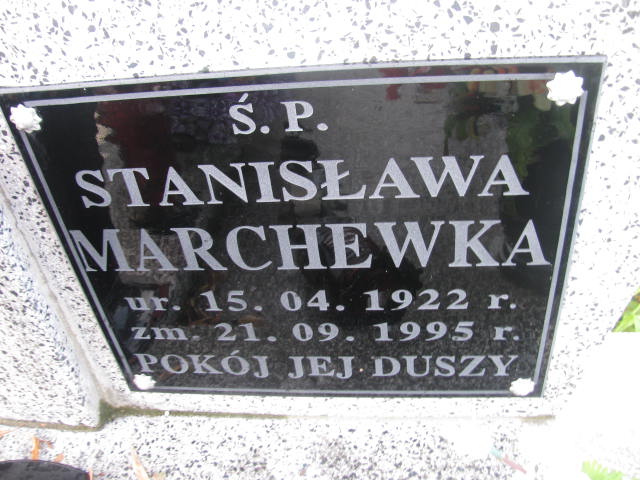 Ś. P.
STANISŁAWA
MARCHEWKA
ur. 15. 04. 1922 r.
zm. 21. 09. 1995 r.
POKÓJ JEJ DUSZY